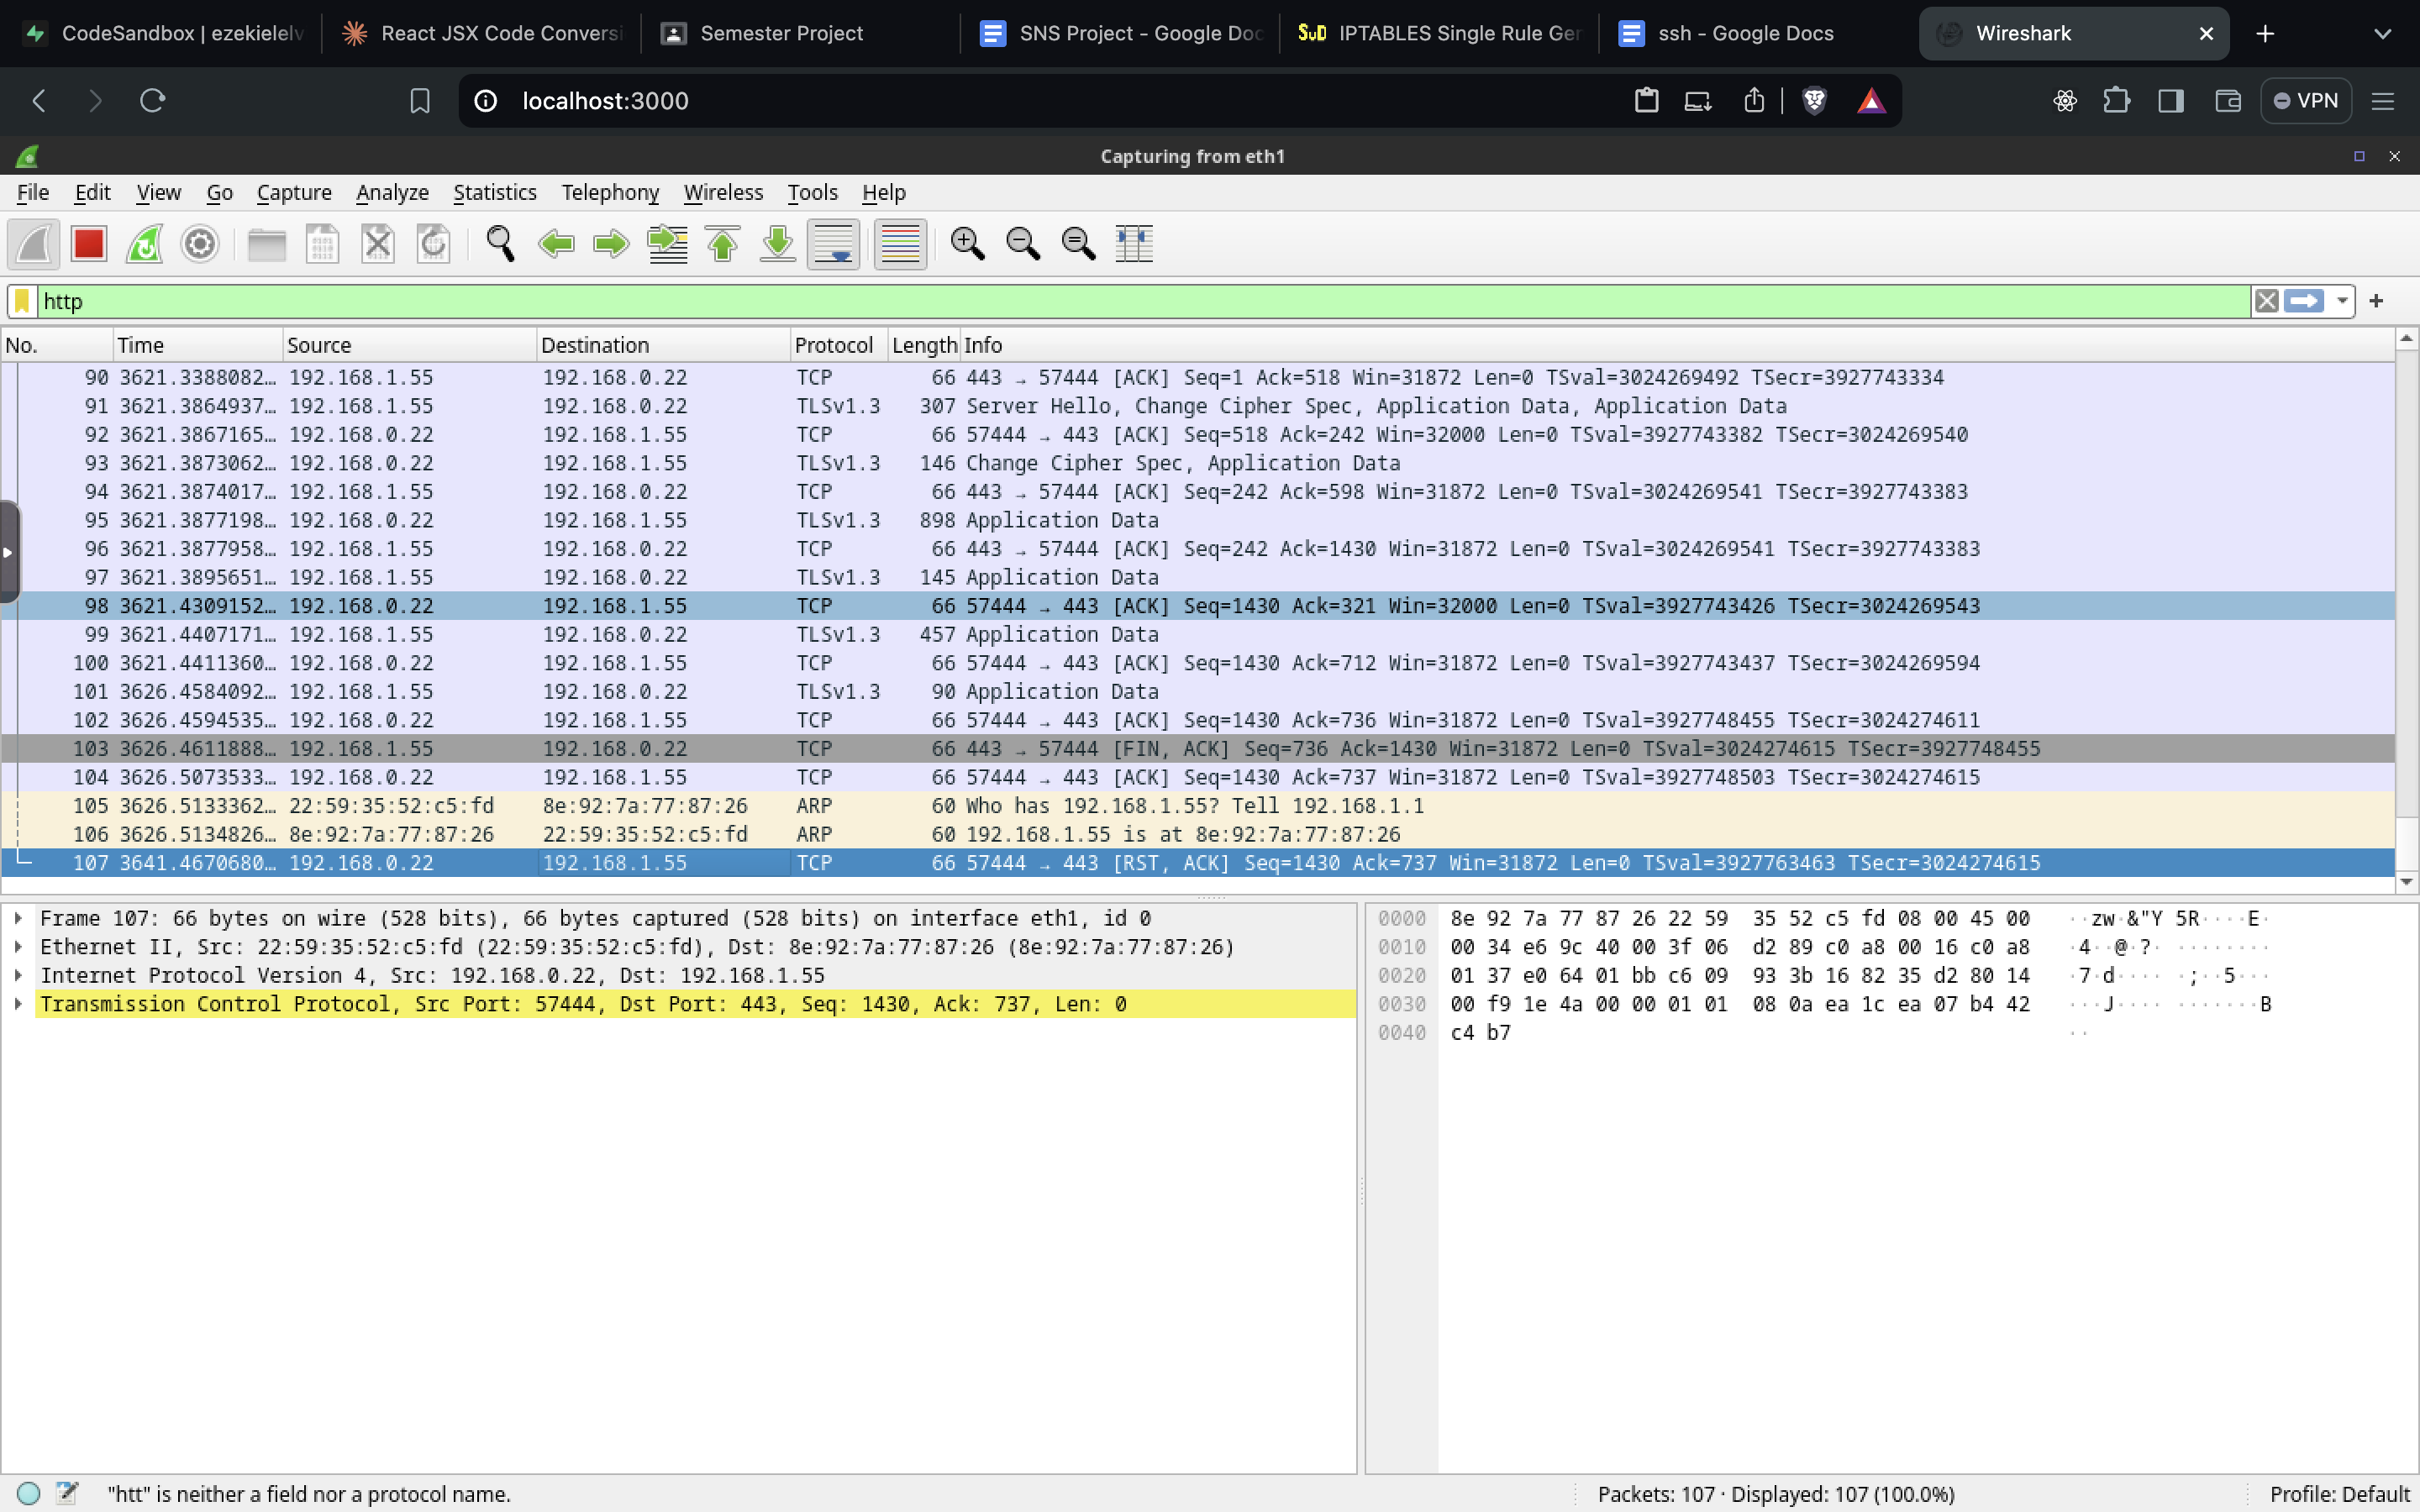 CodeSandbox | ezekielelv
React JSX Code Conversi
Semester Project
SNS Project - Google Doc
SuD IPTABLES Single Rule Ger
ssh - Google Docs
Wireshark
localhost:3000
VPN
Capturing from eth1
File Edit View Go Capture Analyze Statistics Telephony Wireless Tools Help
http
No. Time Source Destination Protocol Length Info
90 3621.3388082… 192.168.1.55 192.168.0.22 TCP 66 443 → 57444 [ACK] Seq=1 Ack=518 Win=31872 Len=0 TSval=3024269492 TSecr=3927743334
91 3621.3864937… 192.168.1.55 192.168.0.22 TLSv1.3 307 Server Hello, Change Cipher Spec, Application Data, Application Data
92 3621.3867165… 192.168.0.22 192.168.1.55 TCP 66 57444 → 443 [ACK] Seq=518 Ack=242 Win=32000 Len=0 TSval=3927743382 TSecr=3024269540
93 3621.3873062… 192.168.0.22 192.168.1.55 TLSv1.3 146 Change Cipher Spec, Application Data
94 3621.3874017… 192.168.1.55 192.168.0.22 TCP 66 443 → 57444 [ACK] Seq=242 Ack=598 Win=31872 Len=0 TSval=3024269541 TSecr=3927743383
95 3621.3877198… 192.168.0.22 192.168.1.55 TLSv1.3 898 Application Data
96 3621.3877958… 192.168.1.55 192.168.0.22 TCP 66 443 → 57444 [ACK] Seq=242 Ack=1430 Win=31872 Len=0 TSval=3024269541 TSecr=3927743383
97 3621.3895651… 192.168.1.55 192.168.0.22 TLSv1.3 145 Application Data
98 3621.4309152… 192.168.0.22 192.168.1.55 TCP 66 57444 → 443 [ACK] Seq=1430 Ack=321 Win=32000 Len=0 TSval=3927743426 TSecr=3024269543
99 3621.4407171… 192.168.1.55 192.168.0.22 TLSv1.3 457 Application Data
100 3621.4411360… 192.168.0.22 192.168.1.55 TCP 66 57444 → 443 [ACK] Seq=1430 Ack=712 Win=31872 Len=0 TSval=3927743437 TSecr=3024269594
101 3626.4584092… 192.168.1.55 192.168.0.22 TLSv1.3 90 Application Data
102 3626.4594535… 192.168.0.22 192.168.1.55 TCP 66 57444 → 443 [ACK] Seq=1430 Ack=736 Win=31872 Len=0 TSval=3927748455 TSecr=3024274611
103 3626.4611888… 192.168.1.55 192.168.0.22 TCP 66 443 → 57444 [FIN, ACK] Seq=736 Ack=1430 Win=31872 Len=0 TSval=3024274615 TSecr=3927748455
104 3626.5073533… 192.168.0.22 192.168.1.55 TCP 66 57444 → 443 [ACK] Seq=1430 Ack=737 Win=31872 Len=0 TSval=3927748503 TSecr=3024274615
105 3626.5133362… 22:59:35:52:c5:fd 8e:92:7a:77:87:26 ARP 60 Who has 192.168.1.55? Tell 192.168.1.1
106 3626.5134826… 8e:92:7a:77:87:26 22:59:35:52:c5:fd ARP 60 192.168.1.55 is at 8e:92:7a:77:87:26
107 3641.4670680… 192.168.0.22 192.168.1.55 TCP 66 57444 → 443 [RST, ACK] Seq=1430 Ack=737 Win=31872 Len=0 TSval=3927763463 TSecr=3024274615
Frame 107: 66 bytes on wire (528 bits), 66 bytes captured (528 bits) on interface eth1, id 0
Ethernet II, Src: 22:59:35:52:c5:fd (22:59:35:52:c5:fd), Dst: 8e:92:7a:77:87:26 (8e:92:7a:77:87:26)
Internet Protocol Version 4, Src: 192.168.0.22, Dst: 192.168.1.55
Transmission Control Protocol, Src Port: 57444, Dst Port: 443, Seq: 1430, Ack: 737, Len: 0
0000 8e 92 7a 77 87 26 22 59 35 52 c5 fd 08 00 45 00 ··zw·&"Y 5R····E·
0010 00 34 e6 9c 40 00 3f 06 d2 89 c0 a8 00 16 c0 a8 ·4··@·?· ········
0020 01 37 e0 64 01 bb c6 09 93 3b 16 82 35 d2 80 14 ·7·d···· ·;··5···
0030 00 f9 1e 4a 00 00 01 01 08 0a ea 1c ea 07 b4 42 ···J···· ·······B
0040 c4 b7 ··
"htt" is neither a field nor a protocol name.
Packets: 107 · Displayed: 107 (100.0%)
Profile: Default